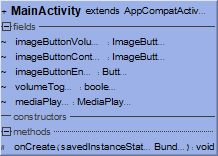 + MainActivity extends AppCompatActiv...
fields
~ imageButtonVolu... : ImageButt...
~ imageButtonCont... : ImageButt...
~ imageButtonEn... : Butt...
~ volumeTog... : boole...
~ mediaPlay... : MediaPlay...
constructors
methods
# onCreate(savedInstanceStat... Bund...) : void